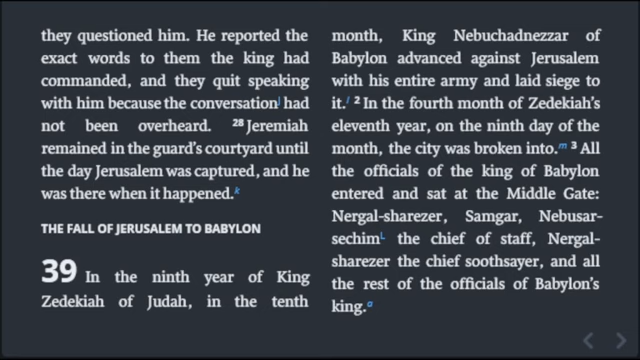 they questioned him. He reported the
exact words to them the king had
commanded, and they quit speaking
with him because the conversation j had
not been overheard. 28 Jeremiah
remained in the guard's courtyard until
the day Jerusalem was captured, and he
was there when it happened. k
THE FALL OF JERUSALEM TO BABYLON
39 In the ninth year of King
Zedekiah of Judah, in the tenth
month, King Nebuchadnezzar of
Babylon advanced against Jerusalem
with his entire army and laid siege to
it. l 2 In the fourth month of Zedekiah's
eleventh year, on the ninth day of the
month, the city was broken into. m 3 All
the officials of the king of Babylon
entered and sat at the Middle Gate:
Nergal-sharezer, Samgar, Nebusar-
sechim L the chief of staff, Nergal-
sharezer the chief soothsayer, and all
the rest of the officials of Babylon's
king. o